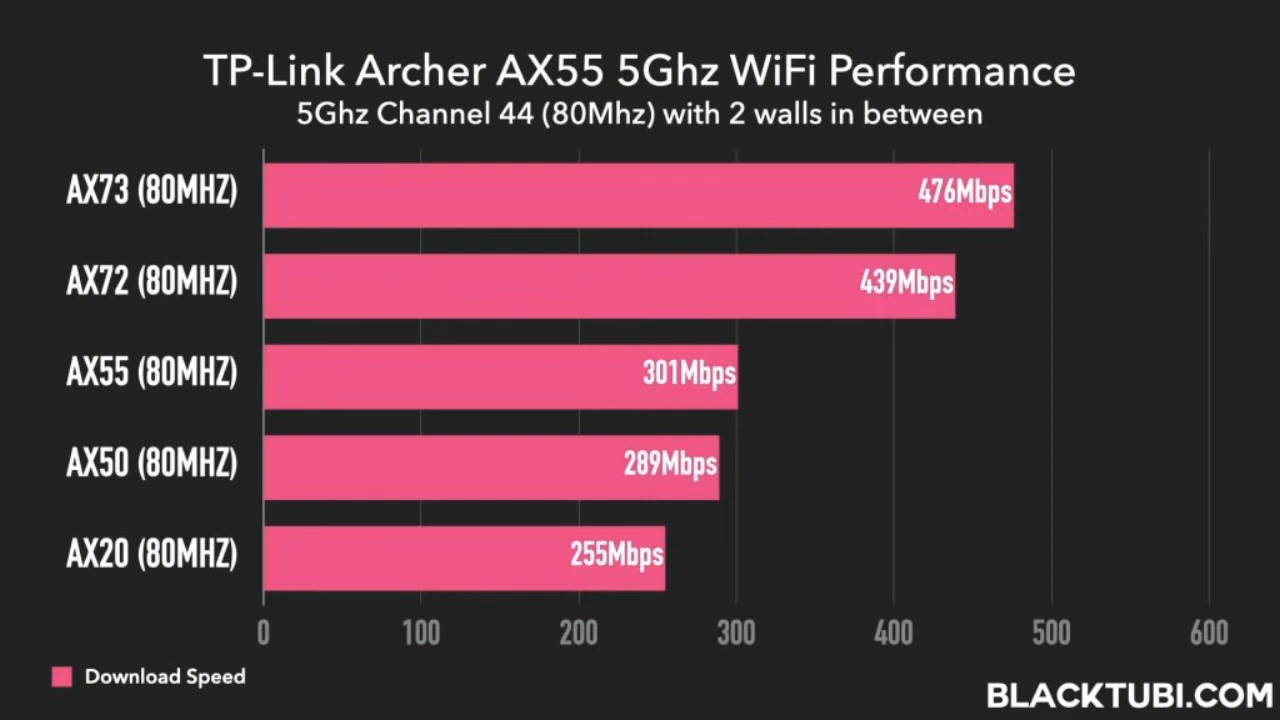 TP-Link Archer AX55 5Ghz WiFi Performance
5Ghz Channel 44 (80Mhz) with 2 walls in between
AX73 (80MHZ) 476Mbps
AX72 (80MHZ) 439Mbps
AX55 (80MHZ) 301Mbps
AX50 (80MHZ) 289Mbps
AX20 (80MHZ) 255Mbps
0 100 200 300 400 500 600
Download Speed
BLACKTUBI.COM